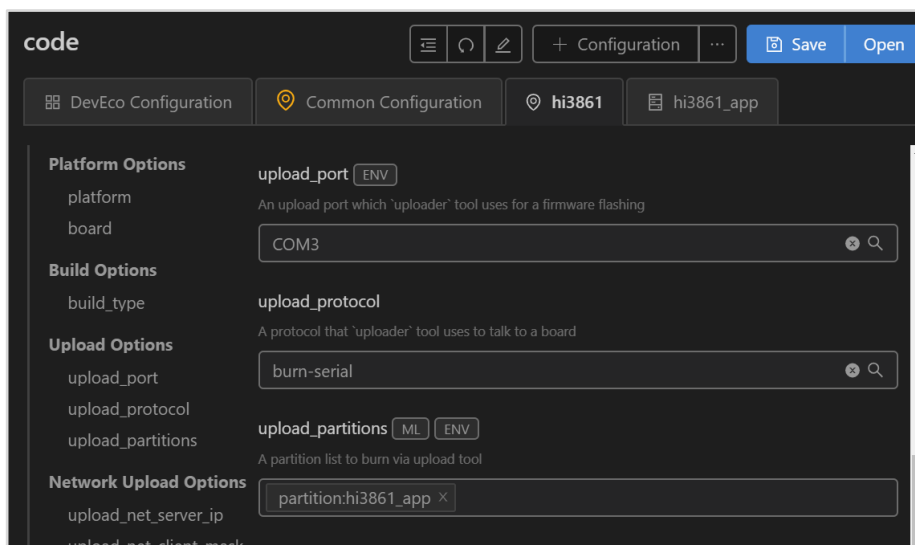 code
Configuration
...
Save
Open
DevEco Configuration
Common Configuration
hi3861
hi3861_app
Platform Options
platform
board
Build Options
build_type
Upload Options
upload_port
upload_protocol
upload_partitions
Network Upload Options
upload_net_server_ip
upload_net_client_mask
upload_port ENV
An upload port which `uploader` tool uses for a firmware flashing
COM3
upload_protocol
A protocol that `uploader` tool uses to talk to a board
burn-serial
upload_partitions ML ENV
A partition list to burn via upload tool
partition:hi3861_app ×